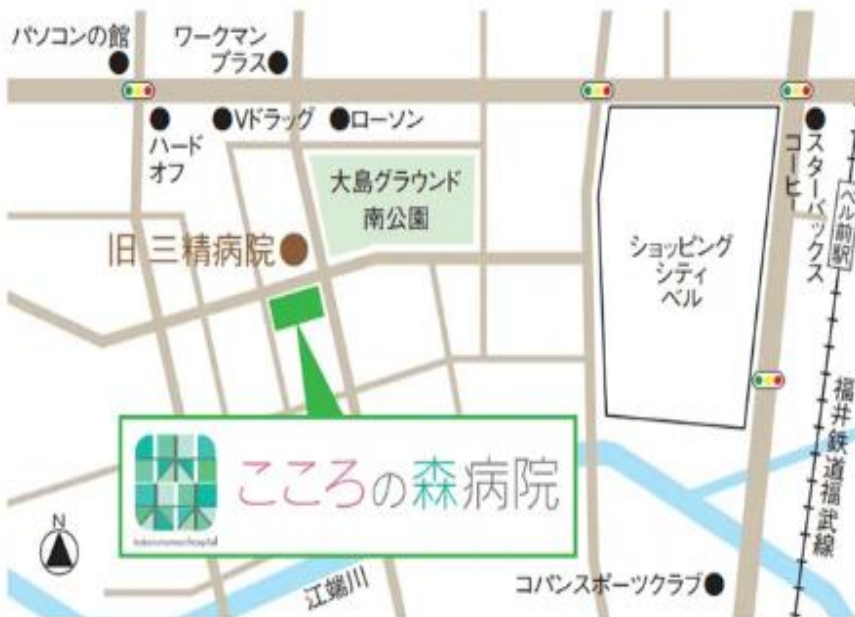 パソコンの館
ワークマン
プラス
ハード
オフ
Vドラッグ
ローソン
大島グラウンド
南公園
旧 三精病院
ショッピング
シティ
ベル
スターバックス
コーヒー
ベル前駅
福井鉄道福武線
こころの森病院
N
江端川
コパンスポーツクラブ